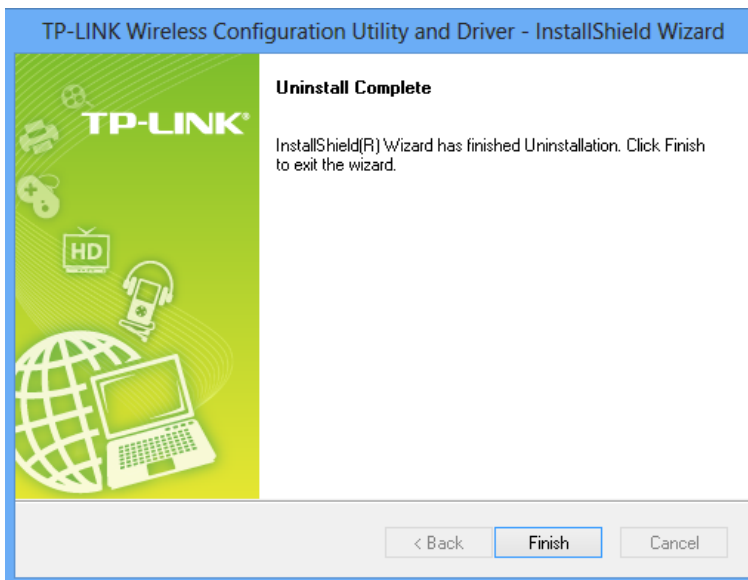 TP-LINK Wireless Configuration Utility and Driver - InstallShield Wizard
TP-LINK®
Uninstall Complete
InstallShield(R) Wizard has finished Uninstallation. Click Finish
to exit the wizard.
HD
< Back
Finish
Cancel